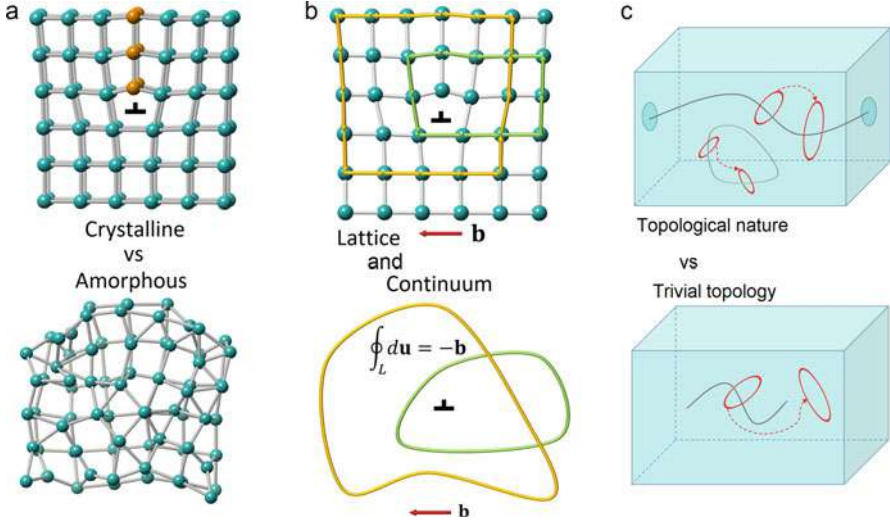 a
Crystalline
vs
Amorphous
b
b
Lattice
and
Continuum
∮_L d𝐮 = −𝐛
b
c
Topological nature
vs
Trivial topology